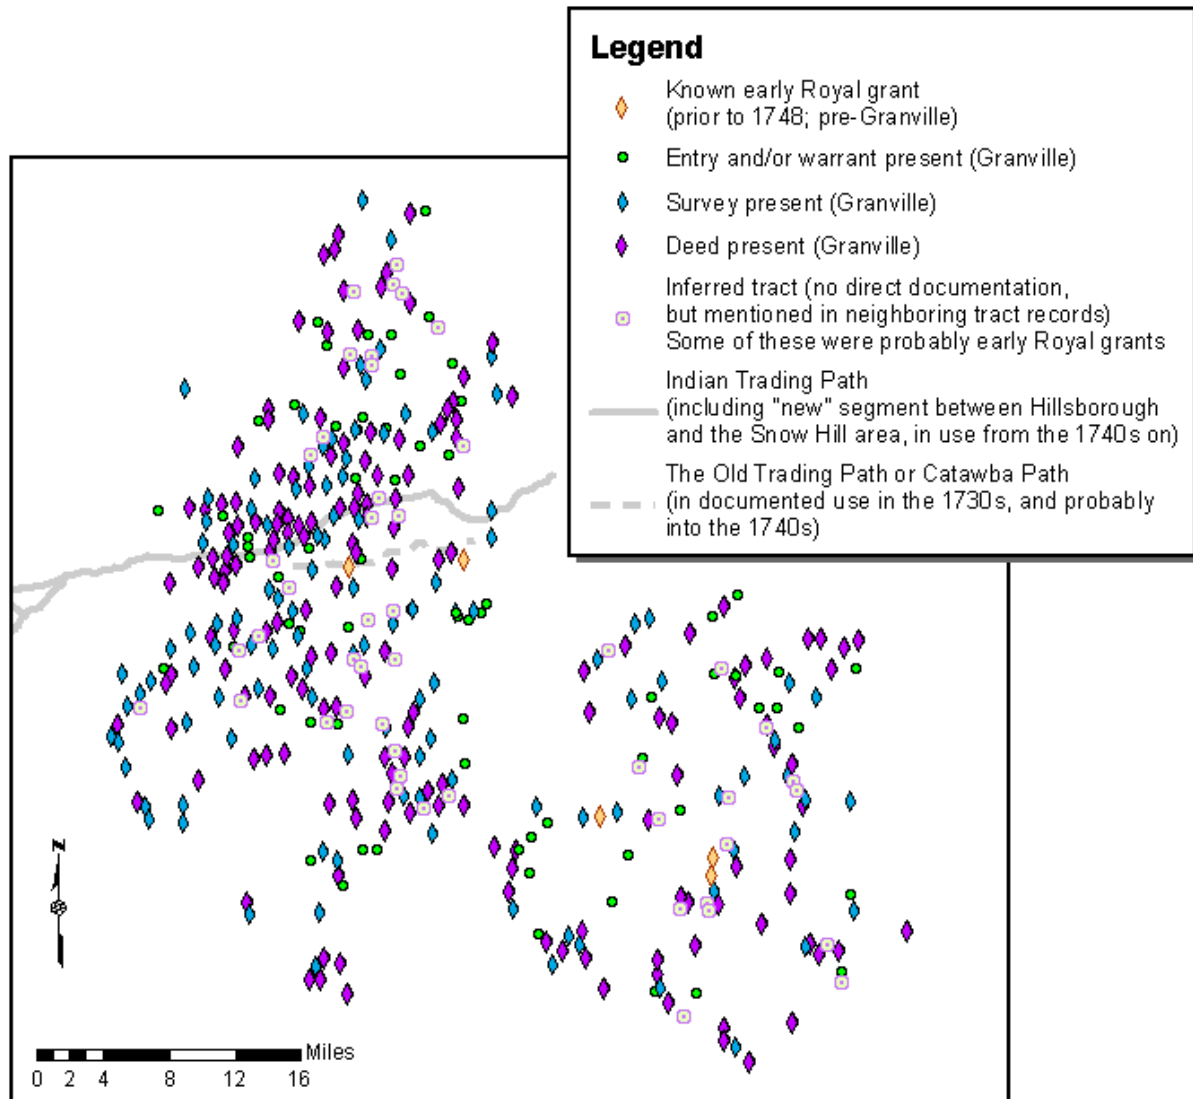 Legend
Known early Royal grant
(prior to 1748; pre-Granville)
Entry and/or warrant present (Granville)
Survey present (Granville)
Deed present (Granville)
Inferred tract (no direct documentation,
but mentioned in neighboring tract records)
Some of these were probably early Royal grants
Indian Trading Path
(including "new" segment between Hillsborough
and the Snow Hill area, in use from the 1740s on)
The Old Trading Path or Catawba Path
(in documented use in the 1730s, and probably
into the 1740s)
N
Miles
0 2 4 8 12 16